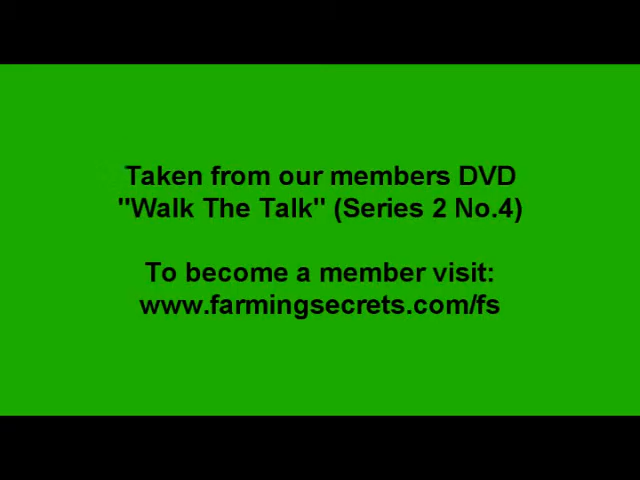 Taken from our members DVD
"Walk The Talk" (Series 2 No.4)
To become a member visit:
www.farmingsecrets.com/fs